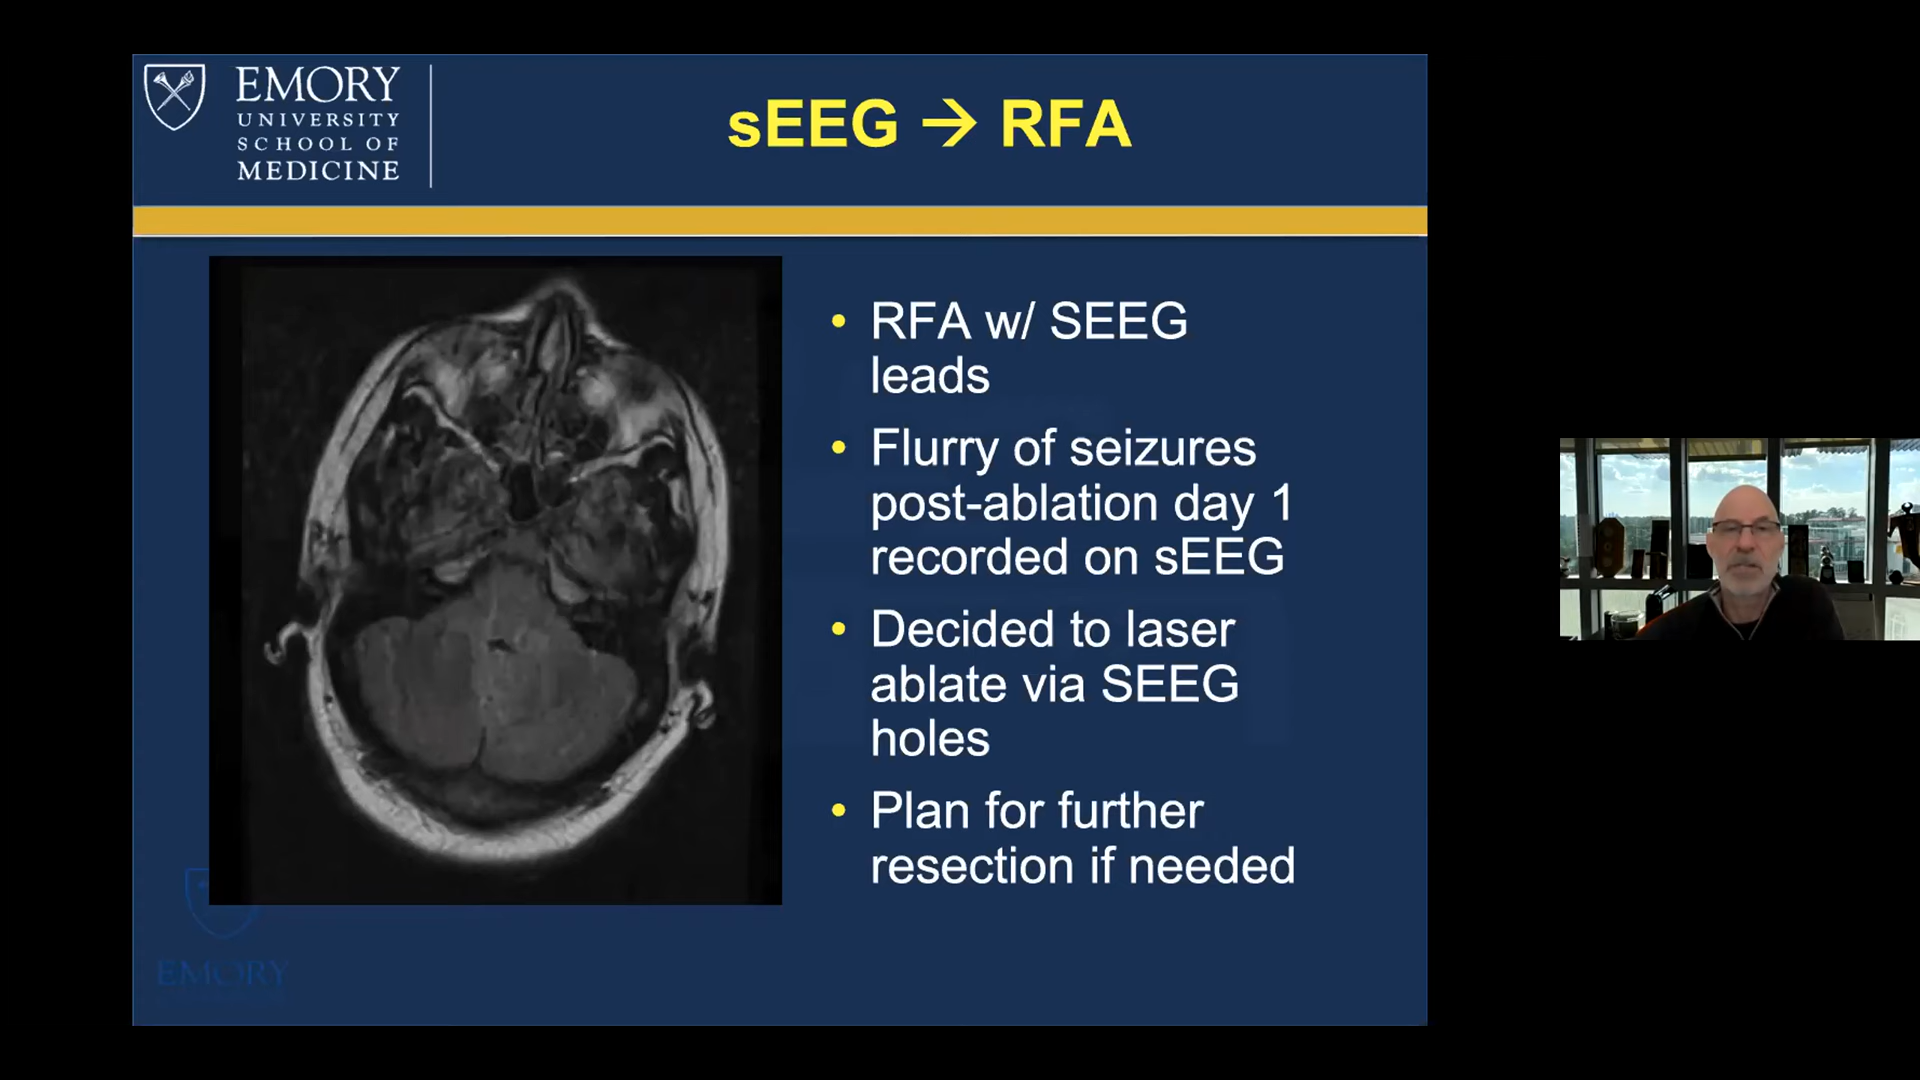 EMORY
UNIVERSITY
SCHOOL OF
MEDICINE
sEEG → RFA
• RFA w/ SEEG
leads
• Flurry of seizures
post-ablation day 1
recorded on sEEG
• Decided to laser
ablate via SEEG
holes
• Plan for further
resection if needed
EMORY